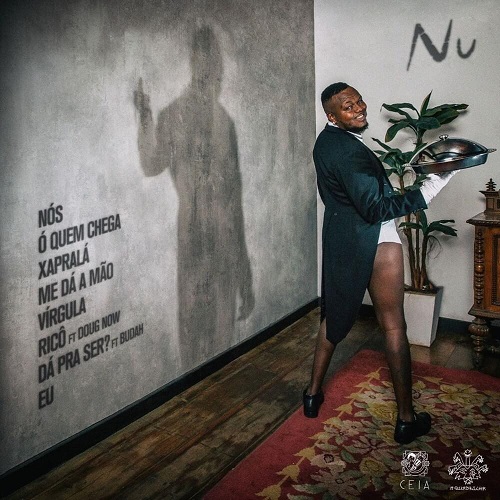 Nu
NÓS
Ó QUEM CHEGA
XAPRALÁ
ME DÁ A MÃO
VÍRGULA
RICÔ FT DOUG NOW
DÁ PRA SER? FT BUDAH
EU
CEIA